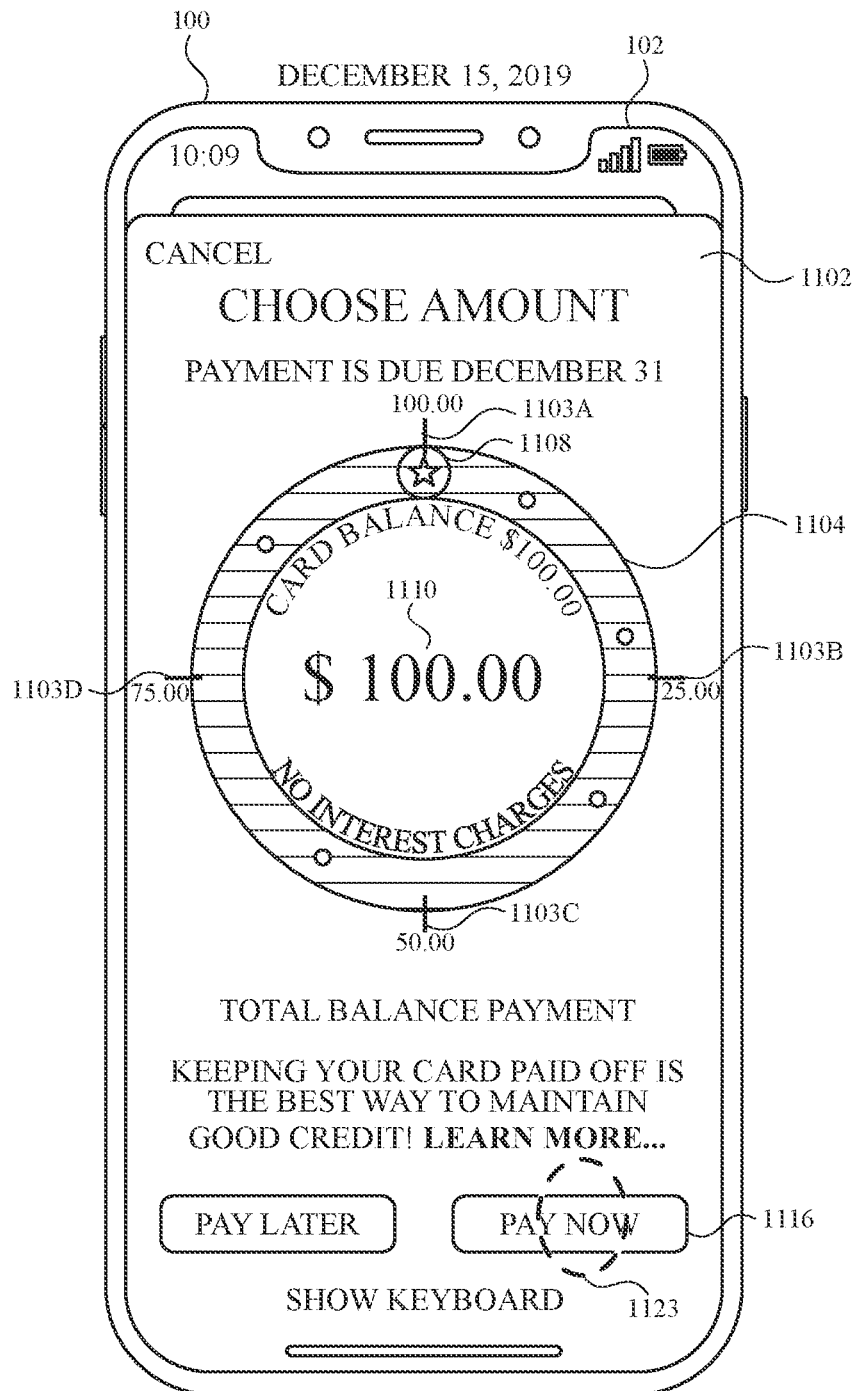 100
DECEMBER 15, 2019
102
10:09
CANCEL
1102
CHOOSE AMOUNT
PAYMENT IS DUE DECEMBER 31
100.00
1103A
1108
1104
CARD BALANCE $100.00
1110
$ 100.00
1103B
1103D
75.00
25.00
NO INTEREST CHARGES
1103C
50.00
TOTAL BALANCE PAYMENT
KEEPING YOUR CARD PAID OFF IS
THE BEST WAY TO MAINTAIN
GOOD CREDIT! LEARN MORE...
PAY LATER
PAY NOW
1116
SHOW KEYBOARD
1123